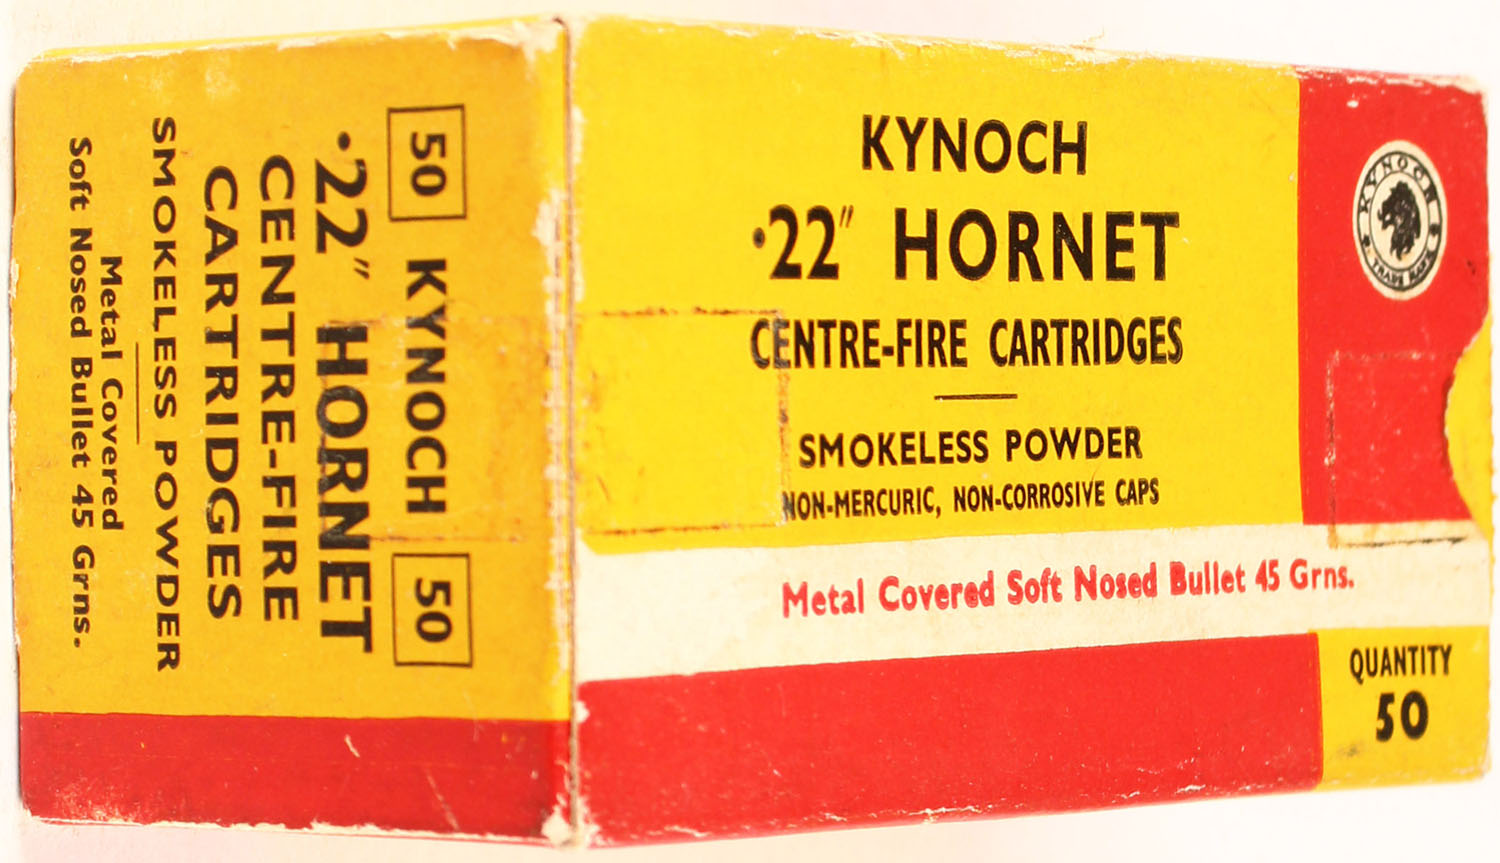 KYNOCH
·22" HORNET
CENTRE-FIRE CARTRIDGES
SMOKELESS POWDER
NON-MERCURIC, NON-CORROSIVE CAPS
Metal Covered Soft Nosed Bullet 45 Grns.
QUANTITY
50
KYNOCH
TRADE MARK
50 KYNOCH 50
·22" HORNET
CENTRE-FIRE
CARTRIDGES
SMOKELESS POWDER
Metal Covered
Soft Nosed Bullet 45 Grns.